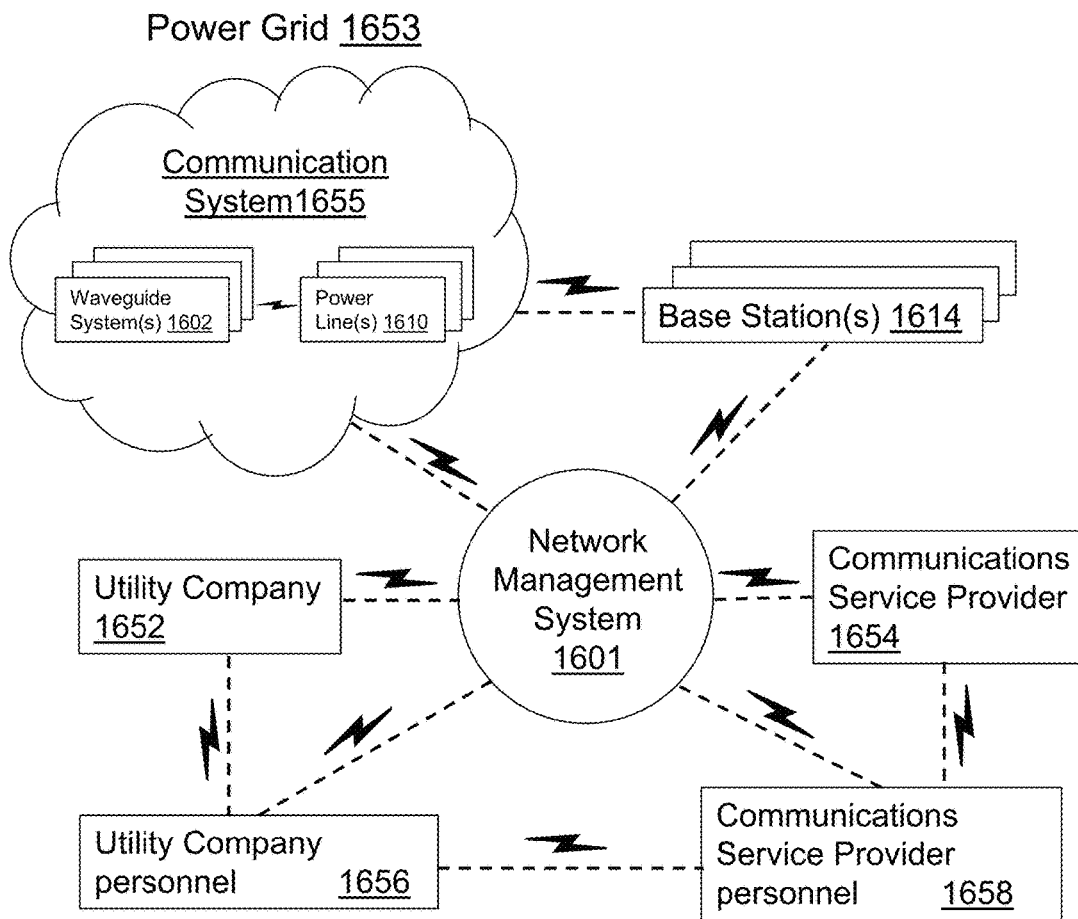 Power Grid 1653
Communication
System1655
Waveguide
System(s) 1602
Power
Line(s) 1610
Base Station(s) 1614
Network
Management
System
1601
Utility
Company
1652
Communications
Service Provider
1654
Utility Company
personnel 1656
Communications
Service Provider
personnel 1658